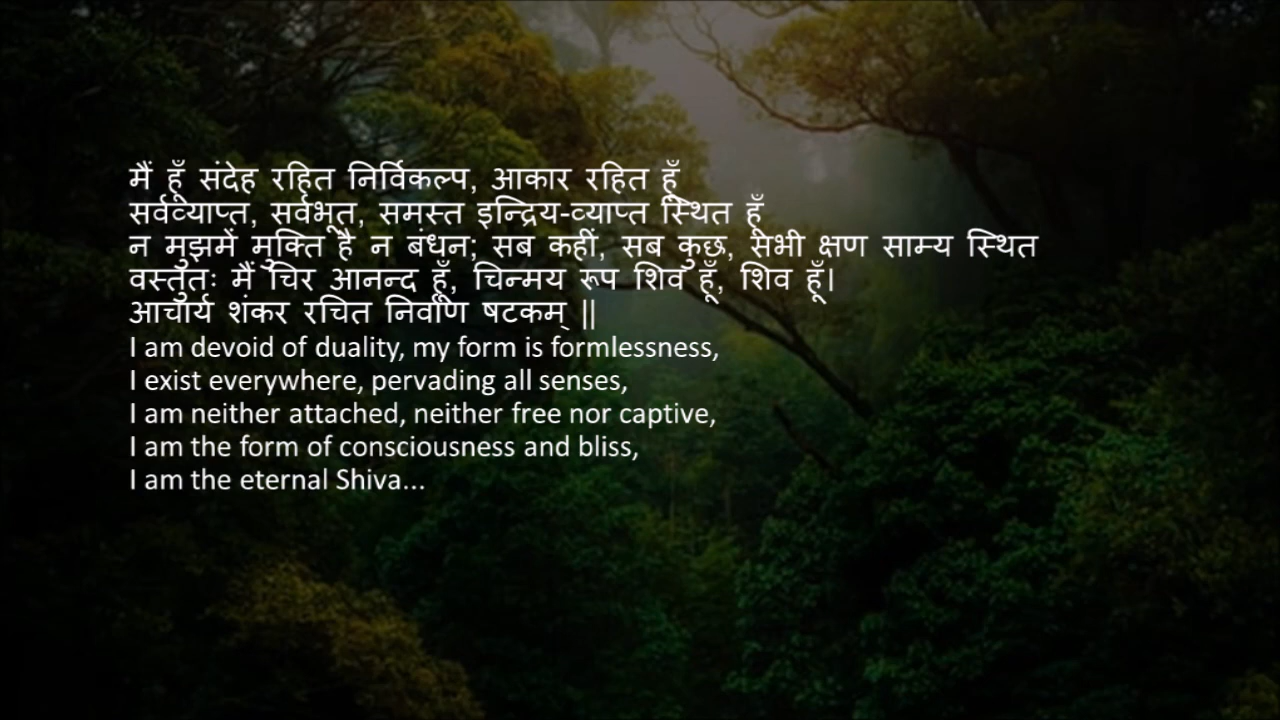 मैं हूँ संदेह रहित निर्विकल्प, आकार रहित हूँ
सर्वव्याप्त, सर्वभूत, समस्त इन्द्रिय-व्याप्त स्थित हूँ
न मुझमें मुक्ति है न बंधन; सब कहीं, सब कुछ, सभी क्षण साम्य स्थित
वस्तुतः मैं चिर आनन्द हूँ, चिन्मय रूप शिव हूँ, शिव हूँ।
आचार्य शंकर रचित निर्वाण षटकम् ||
I am devoid of duality, my form is formlessness,
I exist everywhere, pervading all senses,
I am neither attached, neither free nor captive,
I am the form of consciousness and bliss,
I am the eternal Shiva...